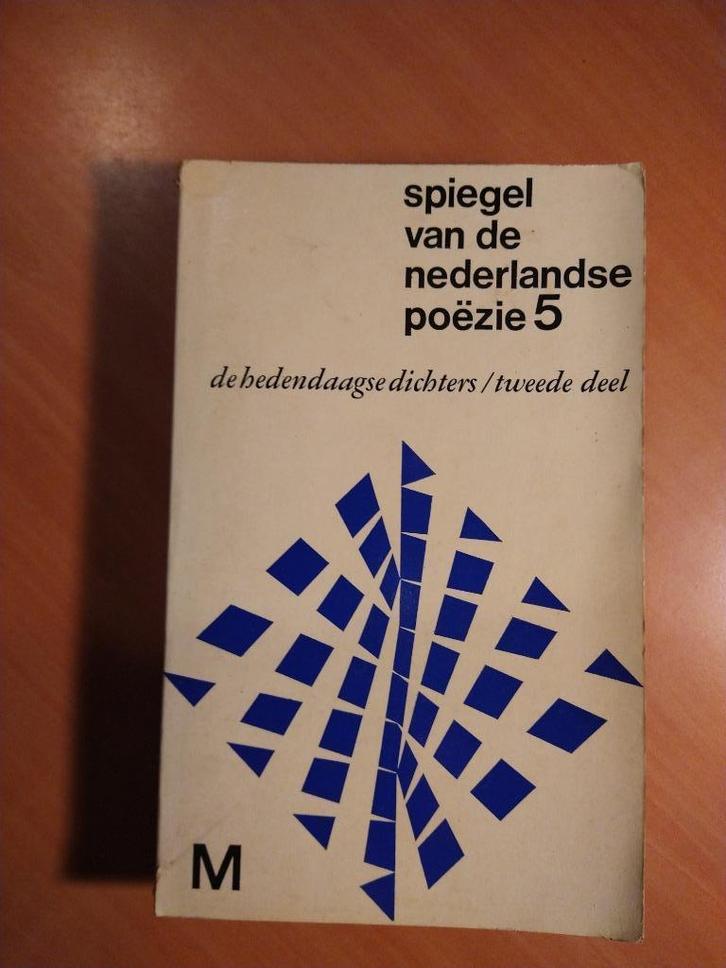 spiegel
van de
nederlandse
poëzie 5
de hedendaagse dichters / tweede deel
M